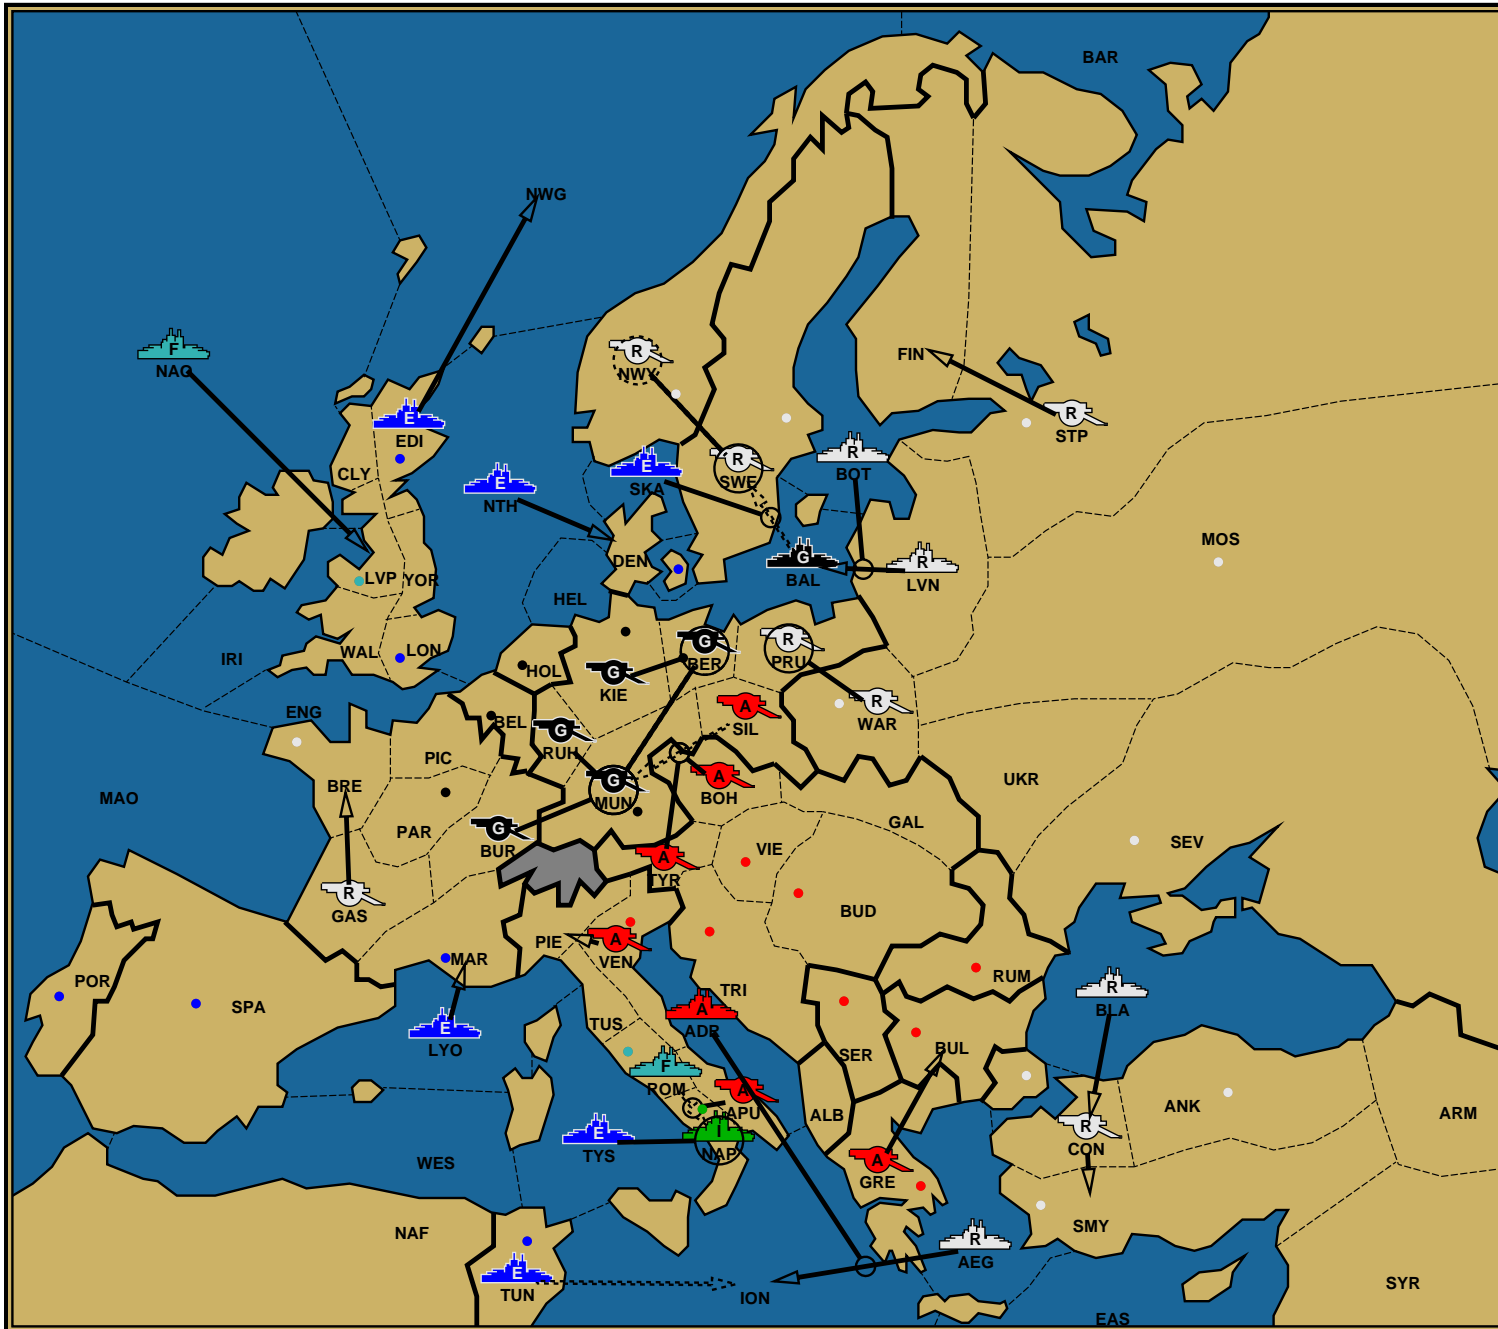 BAR
NWG
F
NAO
R
NWY
FIN
R
STP
E
EDI
CLY
E
NTH
E
SKA
R
SWE
R
BOT
MOS
DEN
G
BAL
R
LVN
LVP
YOR
HEL
IRI
WAL
LON
HOL
G
KIE
G
BER
R
PRU
R
WAR
ENG
BEL
G
RUH
A
SIL
PIC
G
MUN
A
BOH
UKR
MAO
BRE
PAR
G
BUR
GAL
SEV
A
TYR
VIE
R
GAS
BUD
PIE
A
VEN
MAR
RUM
POR
SPA
TRI
R
BLA
E
LYO
TUS
A
ADR
SER
BUL
F
ROM
A
APU
ALB
ANK
ARM
E
TYS
I
NAP
R
CON
WES
A
GRE
SMY
NAF
R
AEG
E
TUN
ION
SYR
EAS